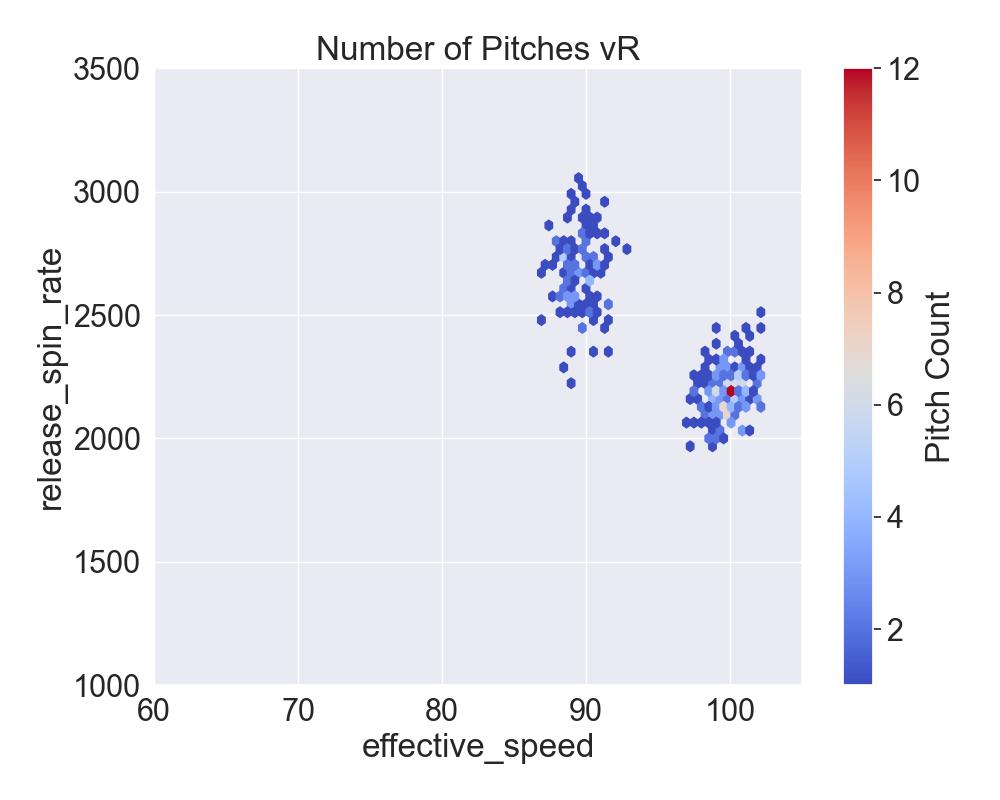 Number of Pitches vR
3500
3000
2500
2000
1500
1000
release_spin_rate
60 70 80 90 100
effective_speed
12
10
8
6
4
2
Pitch Count